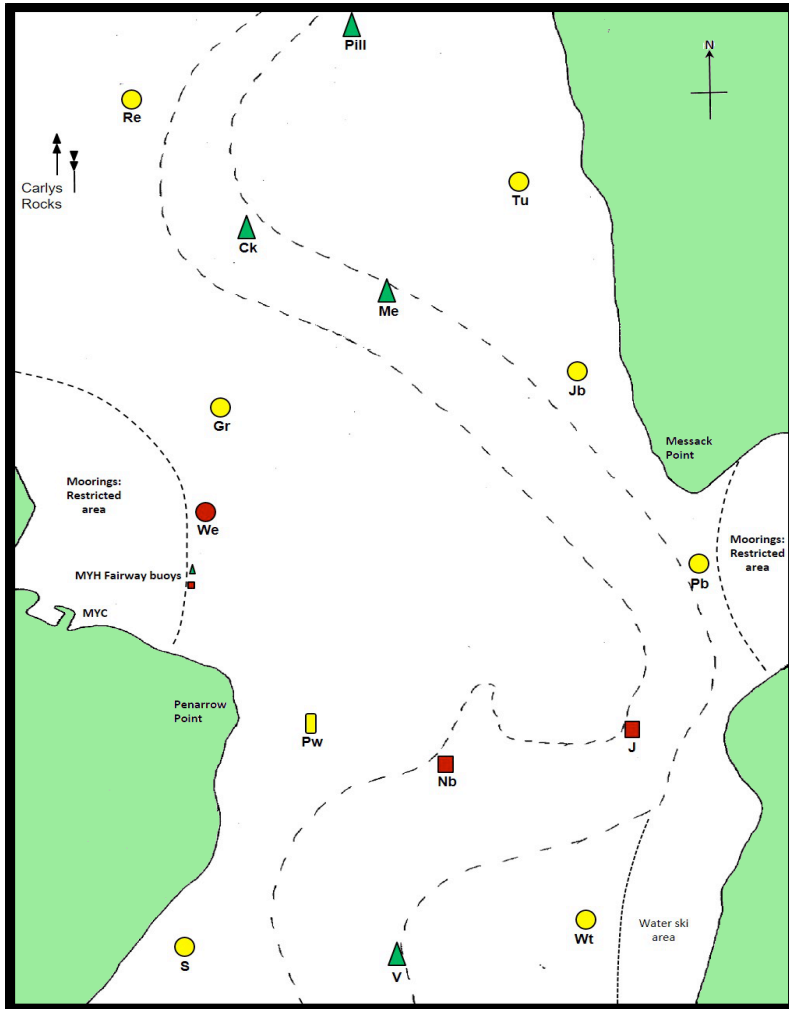 Pill
N
Re
Carlys
Rocks
Tu
Ck
Me
Jb
Gr
Messack
Point
Moorings:
Restricted
area
We
Moorings:
Restricted
area
MYH Fairway buoys
Pb
MYC
Penarrow
Point
Pw
J
Nb
Water ski
area
Wt
S
V